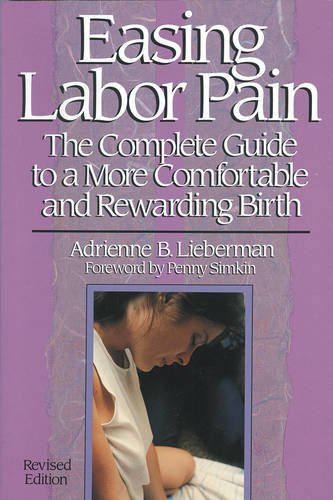 Easing
Labor Pain
The Complete Guide
to a More Comfortable
and Rewarding Birth
Adrienne B. Lieberman
Foreword by Penny Simkin
Revised
Edition